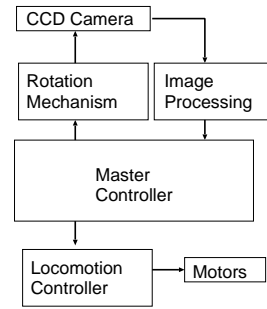 CCD Camera
Rotation
Mechanism
Image
Processing
Master
Controller
Locomotion
Controller
Motors